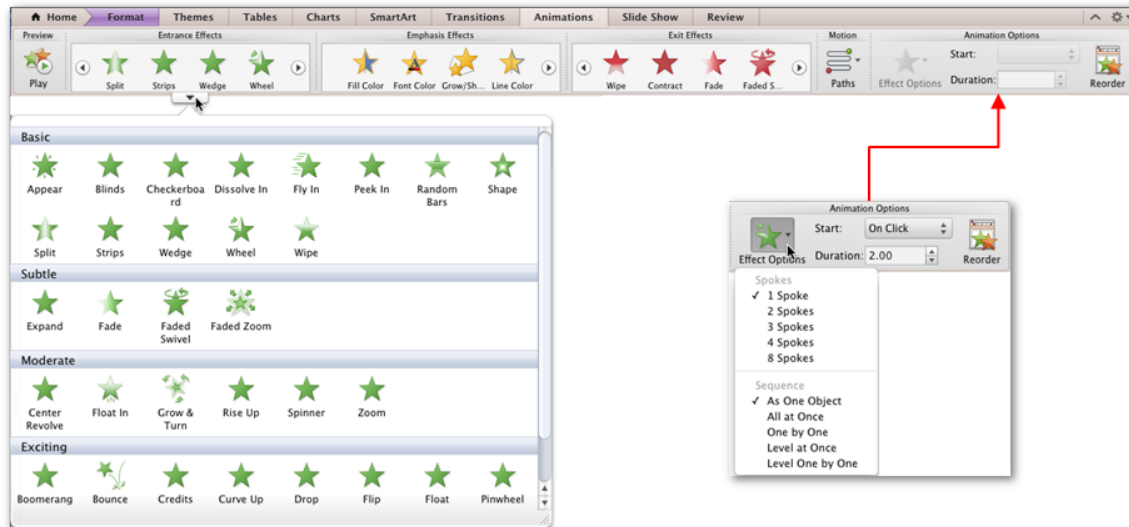 Home Format Themes Tables Charts SmartArt Transitions Animations Slide Show Review
Preview Entrance Effects Emphasis Effects Exit Effects Motion Animation Options
Play Split Strips Wedge Wheel Fill Color Font Color Grow/Sh... Line Color Wipe Contract Fade Faded S... Paths Effect Options Start: Reorder
Duration:
Basic
Appear Blinds Checkerboa Dissolve In Fly In Peek In Random Shape
rd Bars
Split Strips Wedge Wheel Wipe
Subtle
Expand Fade Faded Faded Zoom
Swivel
Moderate
Center Float In Grow & Rise Up Spinner Zoom
Revolve Turn
Exciting
Boomerang Bounce Credits Curve Up Drop Flip Float Pinwheel
Animation Options
Start: On Click
Effect Options Duration: 2.00 Reorder
Spokes
✓ 1 Spoke
2 Spokes
3 Spokes
4 Spokes
8 Spokes
Sequence
✓ As One Object
All at Once
One by One
Level at Once
Level One by One